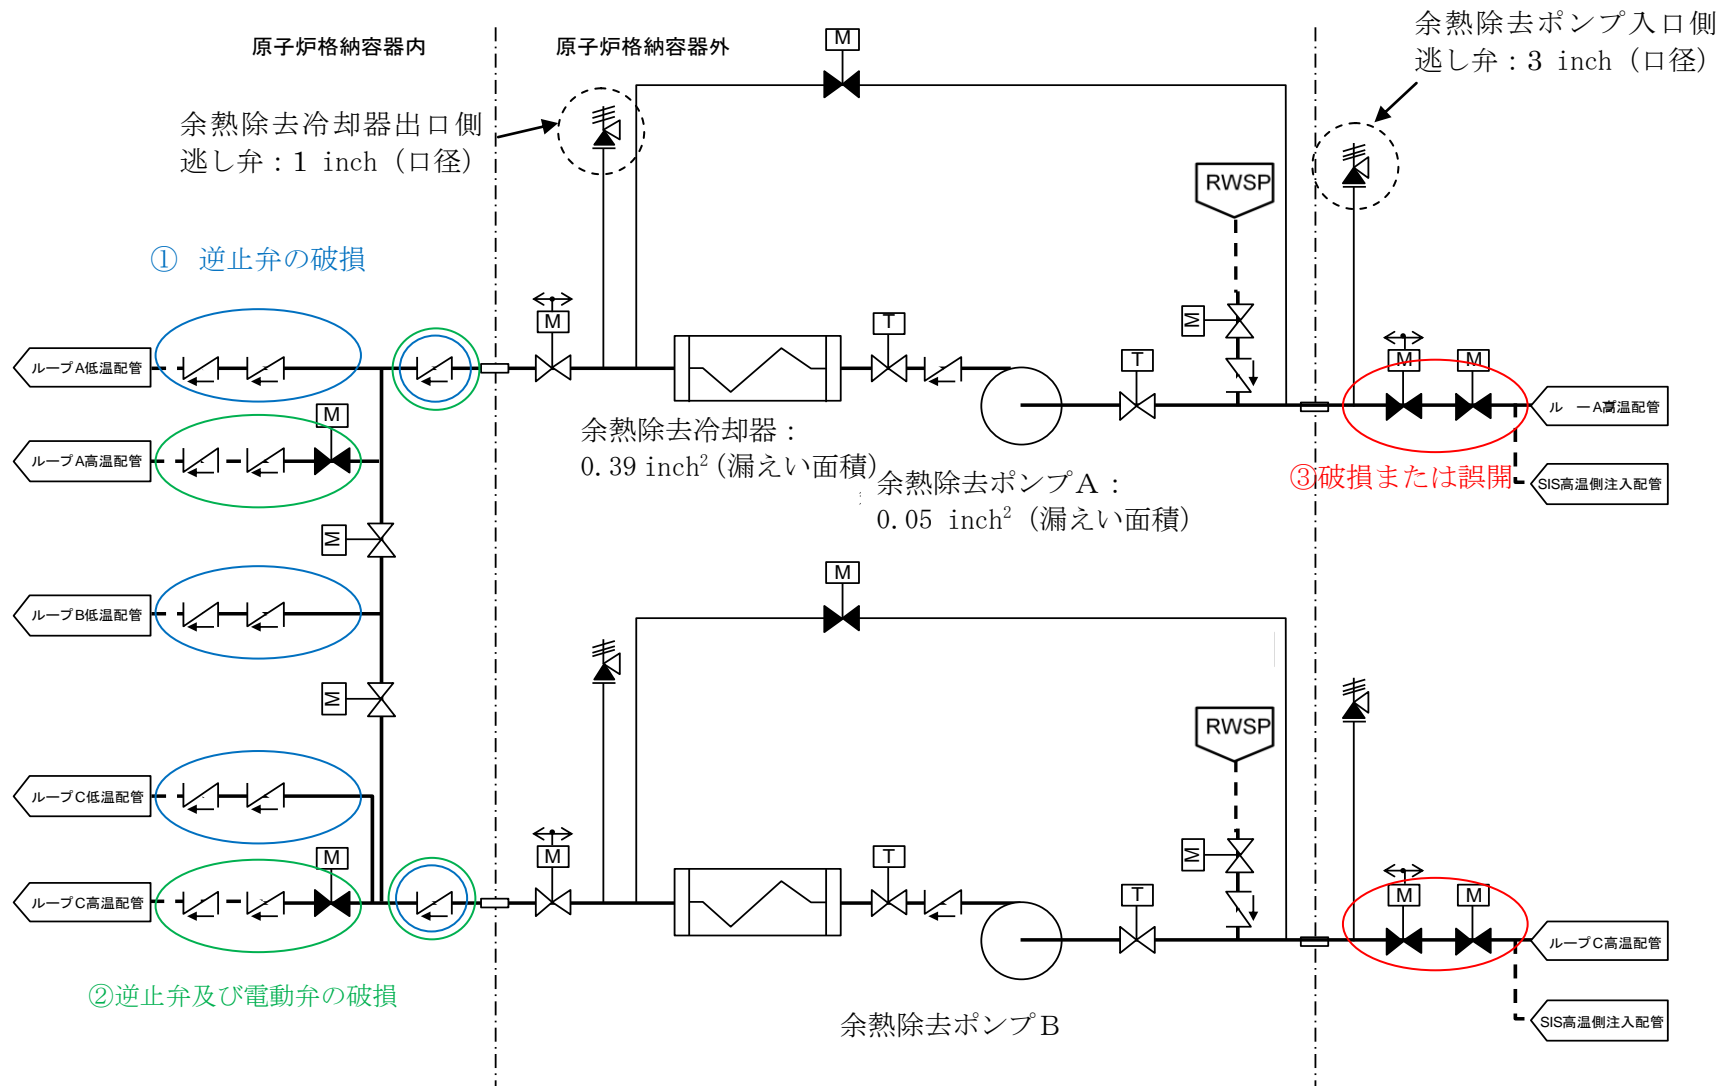 余熱除去ポンプ入口側
逃し弁：3 inch（口径）
原子炉格納容器内
原子炉格納容器外
M
余熱除去冷却器出口側
逃し弁：1 inch（口径）
RWSP
① 逆止弁の破損
M
T
M
T
M
M
ループA低温配管
ル ーA高温配管
M
ループA高温配管
余熱除去冷却器：
0.39 inch²（漏えい面積）
余熱除去ポンプA：
0.05 inch²（漏えい面積）
③破損または誤開
SIS高温側注入配管
M
M
ループB低温配管
M
RWSP
ループC低温配管
M
M
T
M
T
M
M
ループC高温配管
ループC高温配管
②逆止弁及び電動弁の破損
余熱除去ポンプB
SIS高温側注入配管